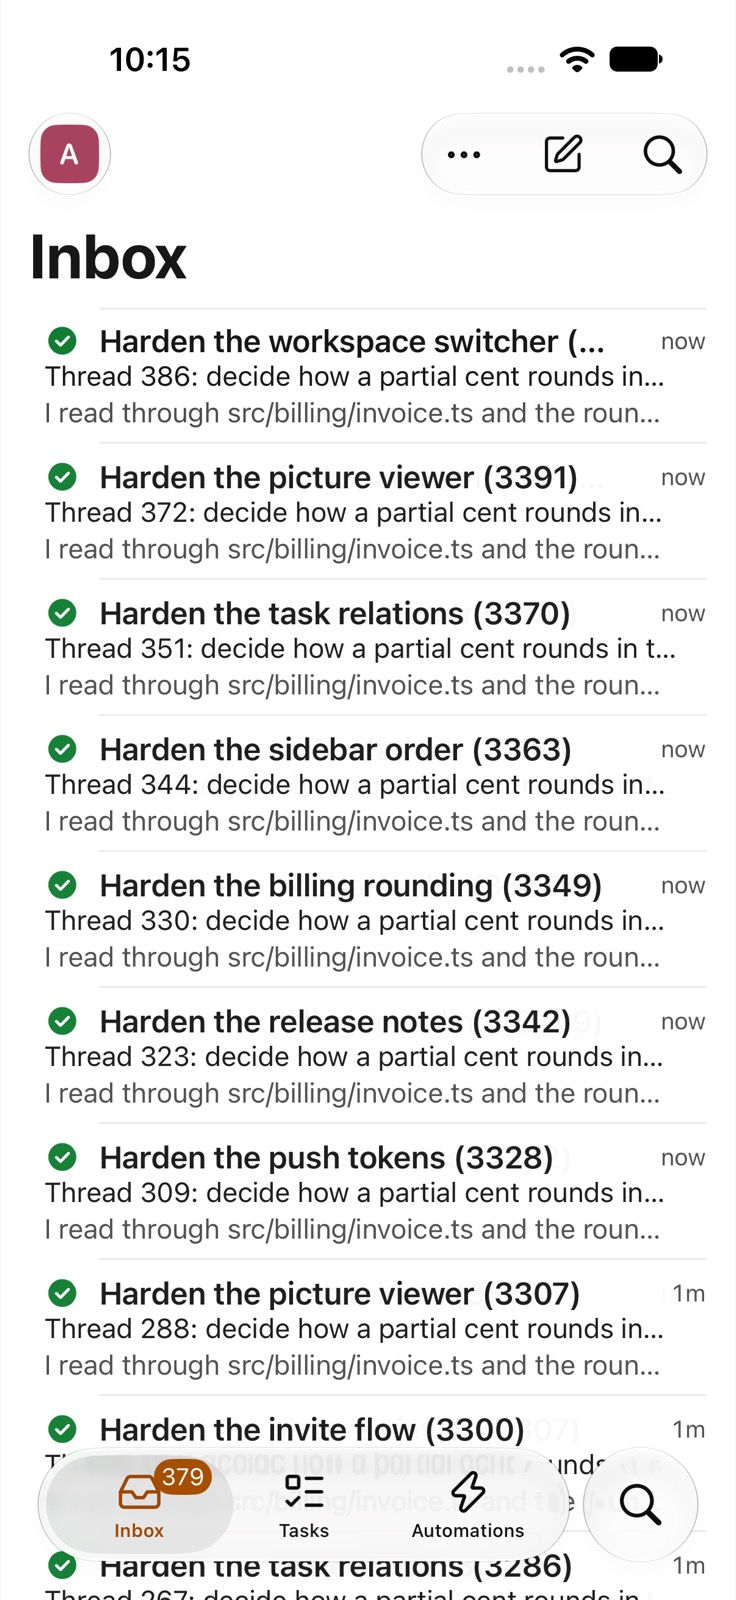 10:15
A
Inbox
Harden the workspace switcher (... now
Thread 386: decide how a partial cent rounds in...
I read through src/billing/invoice.ts and the roun...
Harden the picture viewer (3391) now
Thread 372: decide how a partial cent rounds in...
I read through src/billing/invoice.ts and the roun...
Harden the task relations (3370) now
Thread 351: decide how a partial cent rounds in t...
I read through src/billing/invoice.ts and the roun...
Harden the sidebar order (3363) now
Thread 344: decide how a partial cent rounds in...
I read through src/billing/invoice.ts and the roun...
Harden the billing rounding (3349) now
Thread 330: decide how a partial cent rounds in...
I read through src/billing/invoice.ts and the roun...
Harden the release notes (3342) now
Thread 323: decide how a partial cent rounds in...
I read through src/billing/invoice.ts and the roun...
Harden the push tokens (3328) now
Thread 309: decide how a partial cent rounds in...
I read through src/billing/invoice.ts and the roun...
Harden the picture viewer (3307) 1m
Thread 288: decide how a partial cent rounds in...
I read through src/billing/invoice.ts and the roun...
Harden the invite flow (3300) 1m
379
Inbox Tasks Automations
Harden the task relations (3286) 1m
Thread 267: decide how a partial cent rounds in